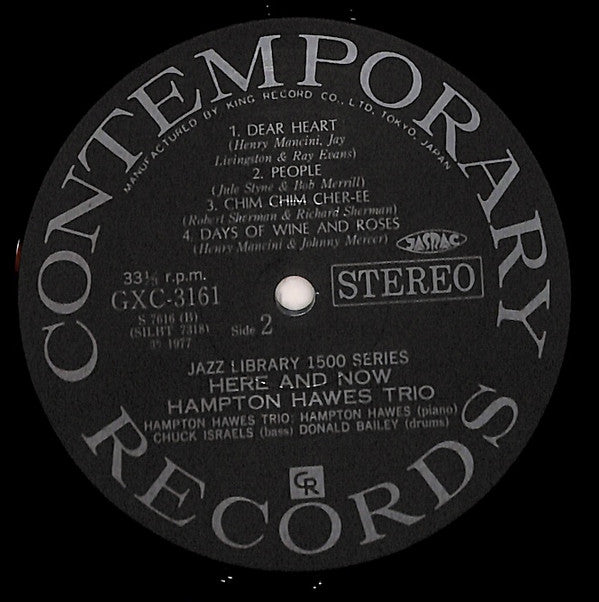 CONTEMPORARY
MANUFACTURED BY KING RECORD CO., LTD, TOKYO, JAPAN
1. DEAR HEART
(Henry Mancini, Jay
Livingston & Ray Evans)
2. PEOPLE
(Jule Styne & Bob Merrill)
3. CHIM CHIM CHER-EE
(Robert Sherman & Richard Sherman)
4. DAYS OF WINE AND ROSES
(Henry Mancini & Johnny Mercer)
JASRAC
33⅓ r.p.m.
GXC-3161
STEREO
S 7616 (B)
(SILHT 7318)
℗ 1977
Side 2
JAZZ LIBRARY 1500 SERIES
HERE AND NOW
HAMPTON HAWES TRIO
HAMPTON HAWES TRIO; HAMPTON HAWES (piano)
CHUCK ISRAELS (bass) DONALD BAILEY (drums)
CR
RECORDS